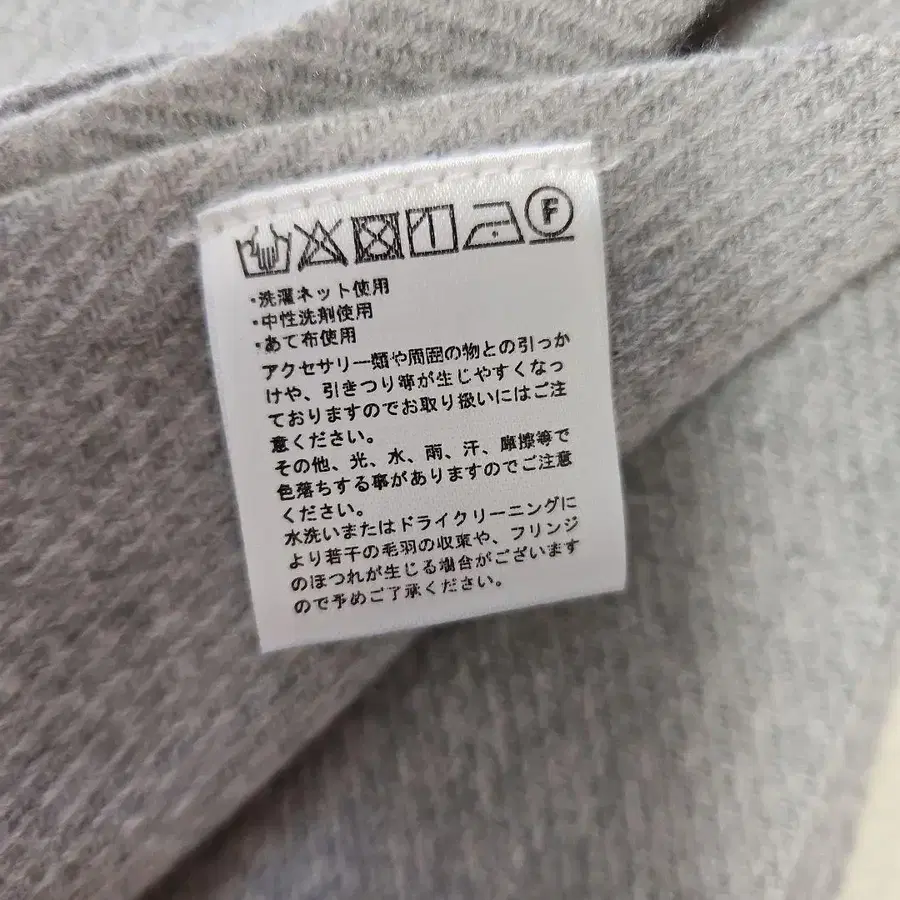 F
・洗濯ネット使用
・中性洗剤使用
・あて布使用
アクセサリー類や周囲の物との引っか
けや、引きつり等が生じやすくなっ
ておりますのでお取り扱いにはご注
意ください。
その他、光、水、雨、汗、摩擦等で
色落ちする事がありますのでご注意
ください。
水洗いまたはドライクリーニングに
より若干の毛羽の収束や、フリンジ
のほつれが生じる場合がございます
ので予めご了承ください。